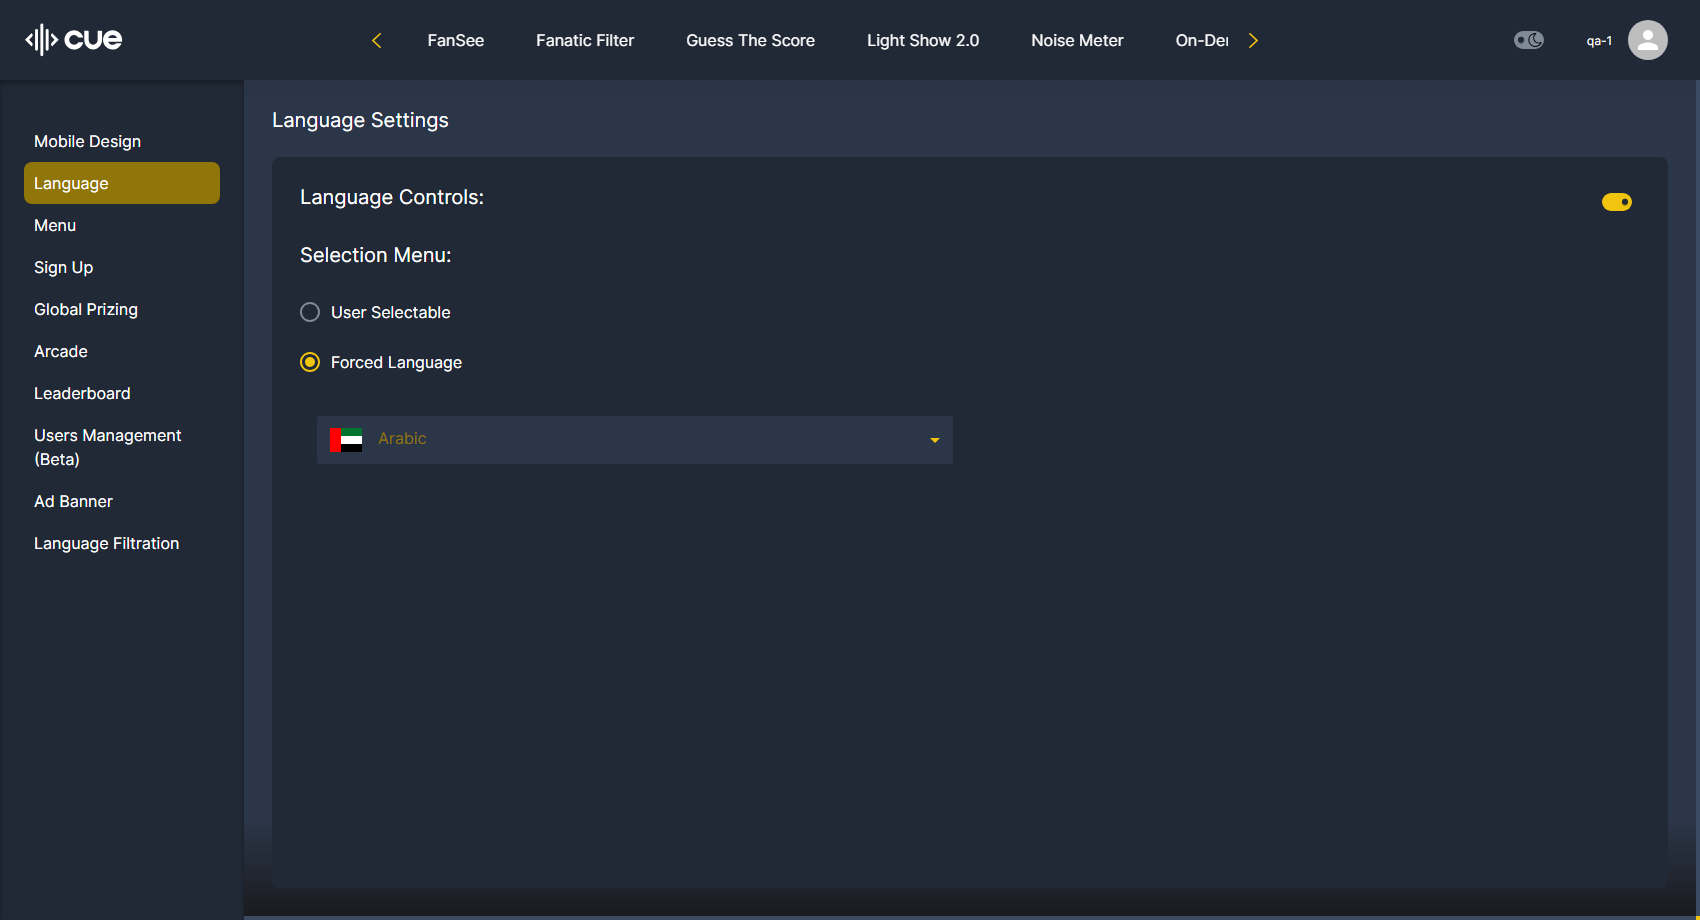 cue
FanSee
Fanatic Filter
Guess The Score
Light Show 2.0
Noise Meter
On-Der
qa-1
Mobile Design
Language
Menu
Sign Up
Global Prizing
Arcade
Leaderboard
Users Management
(Beta)
Ad Banner
Language Filtration
Language Settings
Language Controls:
Selection Menu:
User Selectable
Forced Language
Arabic